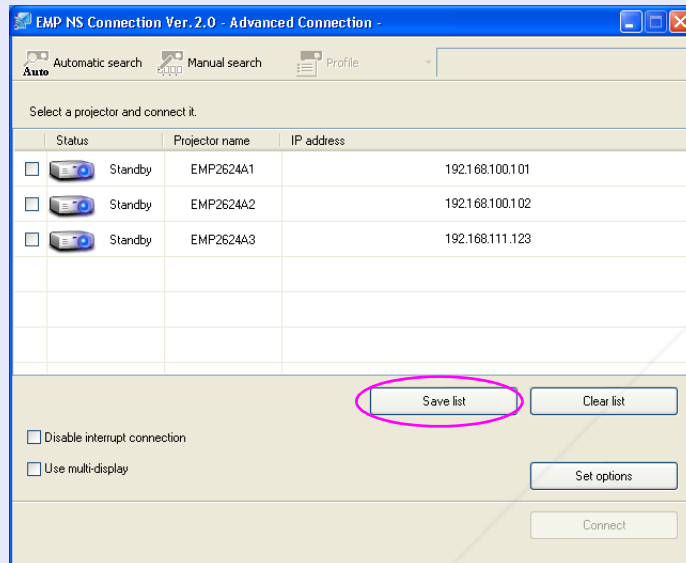 EMP NS Connection Ver.2.0 - Advanced Connection -
Auto Automatic search Manual search Profile
Select a projector and connect it.
Status Projector name IP address
Standby EMP2624A1 192.168.100.101
Standby EMP2624A2 192.168.100.102
Standby EMP2624A3 192.168.111.123
Save list Clear list
Disable interrupt connection
Use multi-display
Set options
Connect